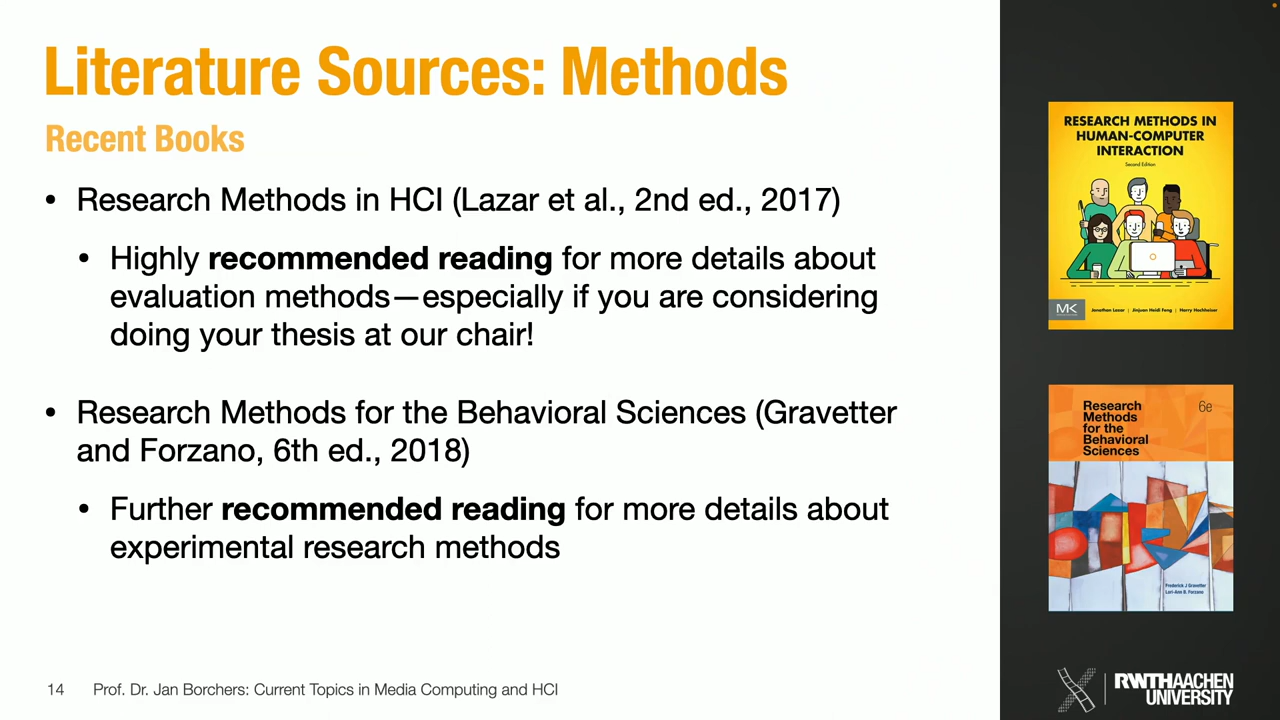 Literature Sources: Methods
Recent Books
• Research Methods in HCI (Lazar et al., 2nd ed., 2017)
• Highly recommended reading for more details about
evaluation methods—especially if you are considering
doing your thesis at our chair!
• Research Methods for the Behavioral Sciences (Gravetter
and Forzano, 6th ed., 2018)
• Further recommended reading for more details about
experimental research methods
RESEARCH METHODS IN
HUMAN-COMPUTER
INTERACTION
Second Edition
MK
Jonathan Lazar | Jinjuan Heidi Feng | Harry Hochheiser
Research
Methods
for the
Behavioral
Sciences
6e
Frederick J Gravetter
Lori-Ann B. Forzano
14 Prof. Dr. Jan Borchers: Current Topics in Media Computing and HCI
RWTHAACHEN
UNIVERSITY